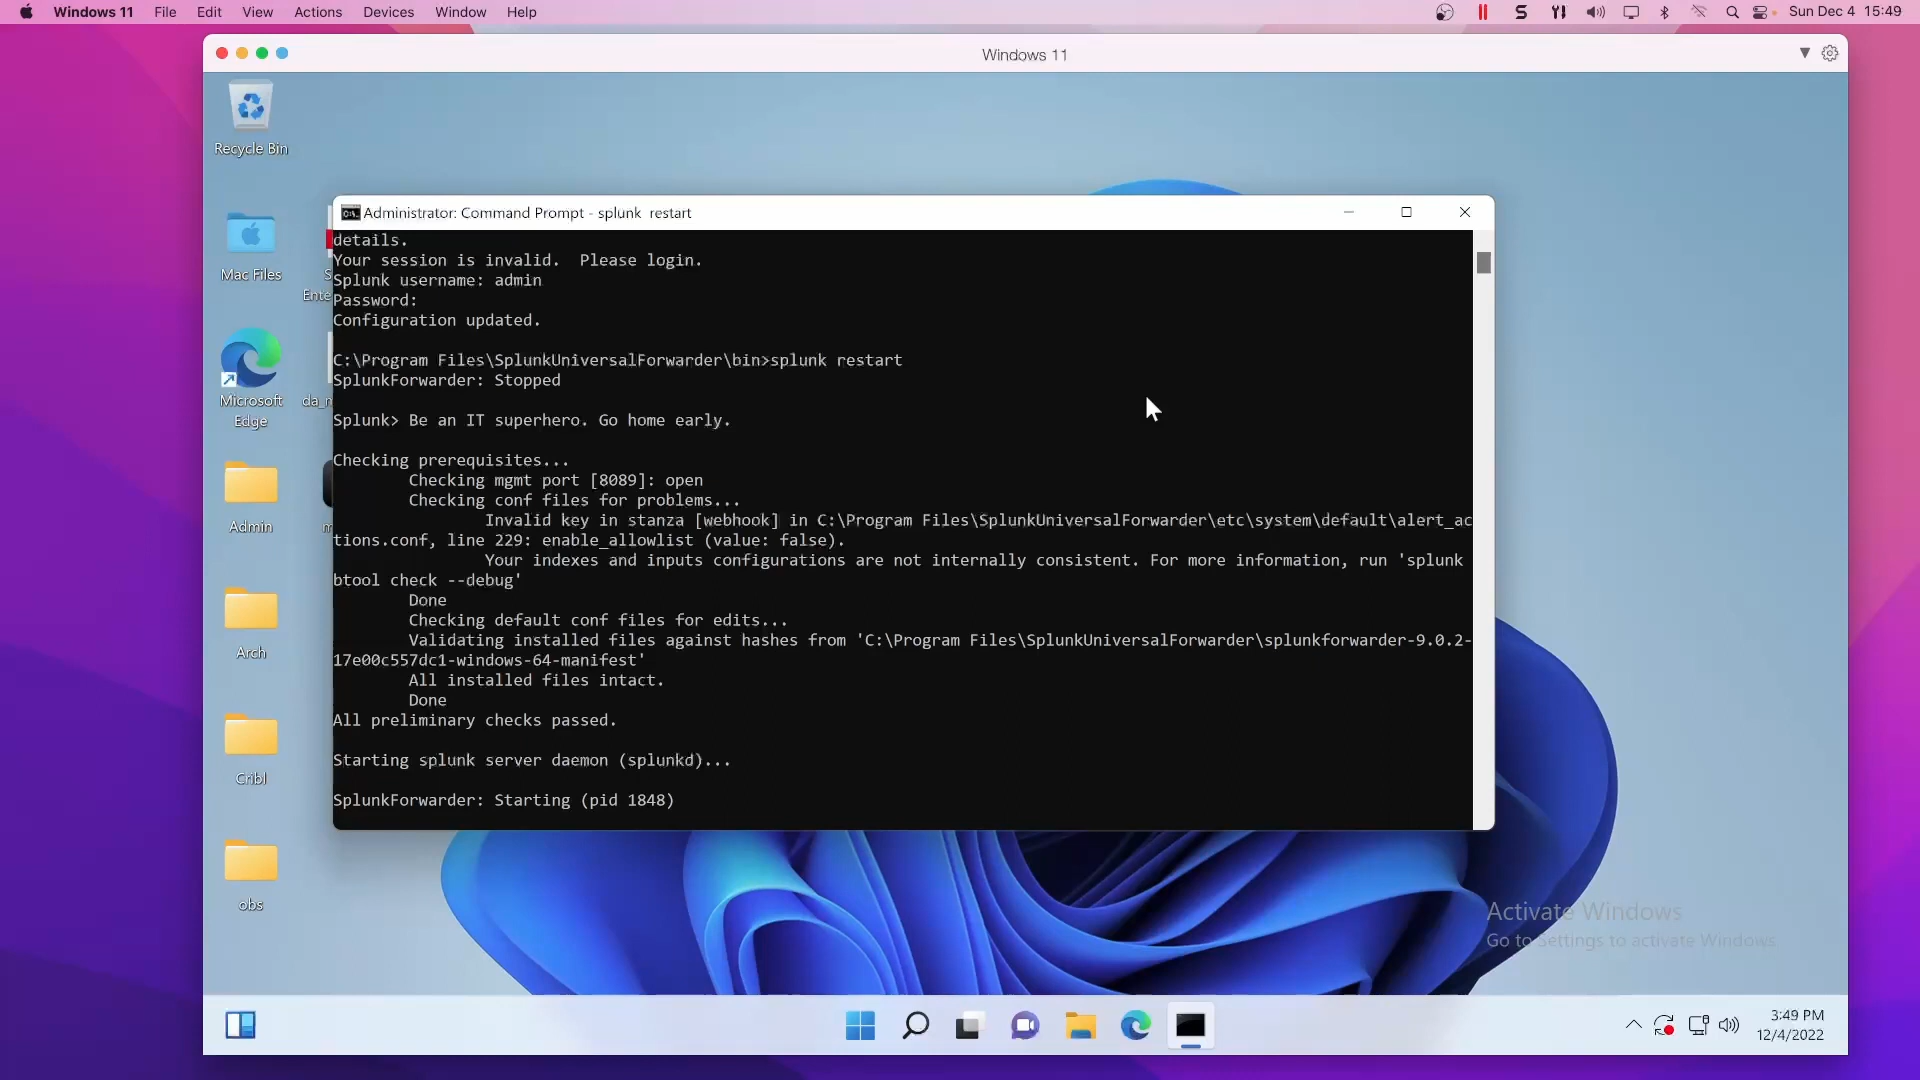 Windows 11 File Edit View Actions Devices Window Help
Sun Dec 4 15:49
Windows 11
Recycle Bin
Mac Files
Microsoft
Edge
Admin
Arch
Cribl
obs
Ente
da_n
Administrator: Command Prompt - splunk restart
details.
Your session is invalid.  Please login.
Splunk username: admin
Password:
Configuration updated.
C:\Program Files\SplunkUniversalForwarder\bin>splunk restart
SplunkForwarder: Stopped
Splunk> Be an IT superhero. Go home early.
Checking prerequisites...
Checking mgmt port [8089]: open
Checking conf files for problems...
Invalid key in stanza [webhook] in C:\Program Files\SplunkUniversalForwarder\etc\system\default\alert_ac
tions.conf, line 229: enable_allowlist (value: false).
Your indexes and inputs configurations are not internally consistent. For more information, run 'splunk
btool check --debug'
Done
Checking default conf files for edits...
Validating installed files against hashes from 'C:\Program Files\SplunkUniversalForwarder\splunkforwarder-9.0.2-
17e00c557dc1-windows-64-manifest'
All installed files intact.
Done
All preliminary checks passed.
Starting splunk server daemon (splunkd)...
SplunkForwarder: Starting (pid 1848)
Activate Windows
Go to Settings to activate Windows
3:49 PM
12/4/2022